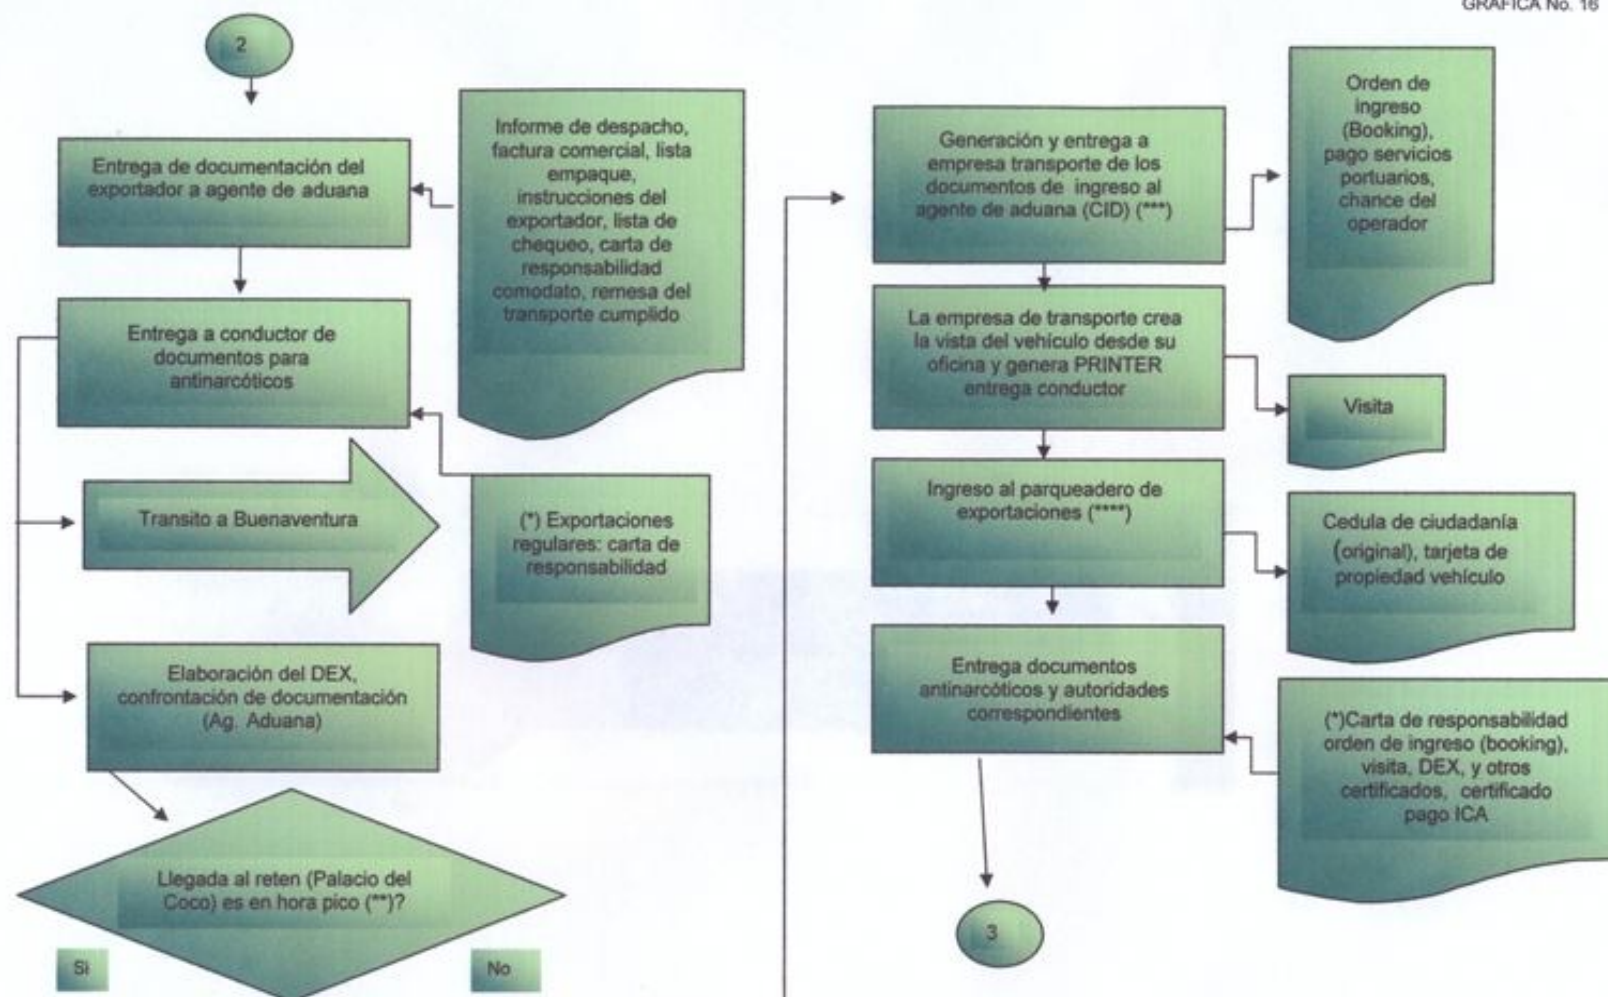 GRAFICA No. 16
2
Entrega de documentación del
exportador a agente de aduana
Informe de despacho,
factura comercial, lista
empaque,
instrucciones del
exportador, lista de
chequeo, carta de
responsabilidad
comodato, remesa del
transporte cumplido
Entrega a conductor de
documentos para
antinarcóticos
Transito a Buenaventura
(*) Exportaciones
regulares: carta de
responsabilidad
Elaboración del DEX,
confrontación de documentación
(Ag. Aduana)
Llegada al reten (Palacio del
Coco) es en hora pico (**)?
Si
No
Generación y entrega a
empresa transporte de los
documentos de ingreso al
agente de aduana (CID) (***)
Orden de
ingreso
(Booking),
pago servicios
portuarios,
chance del
operador
La empresa de transporte crea
la vista del vehículo desde su
oficina y genera PRINTER
entrega conductor
Visita
Ingreso al parqueadero de
exportaciones (****)
Cedula de ciudadanía
(original), tarjeta de
propiedad vehículo
Entrega documentos
antinarcóticos y autoridades
correspondientes
(*)Carta de responsabilidad
orden de ingreso (booking),
visita, DEX, y otros
certificados, certificado
pago ICA
3